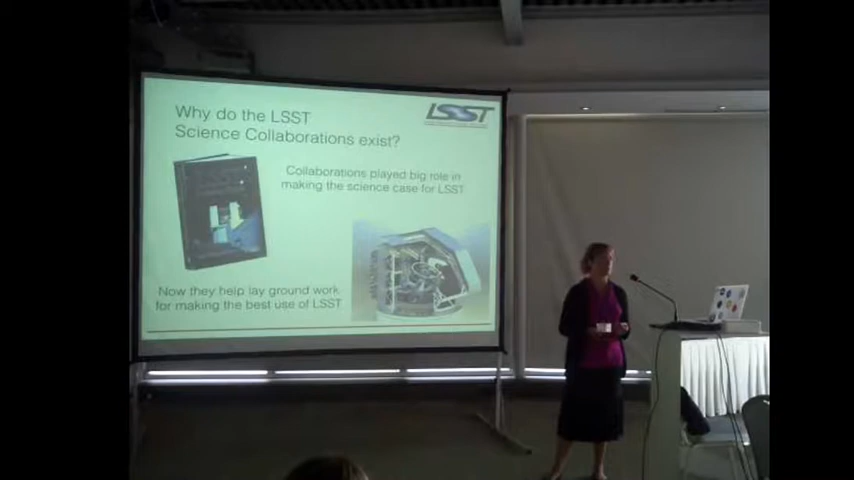 LSST
Why do the LSST
Science Collaborations exist?
Collaborations played big role in
making the science case for LSST
Now they help lay ground work
for making the best use of LSST